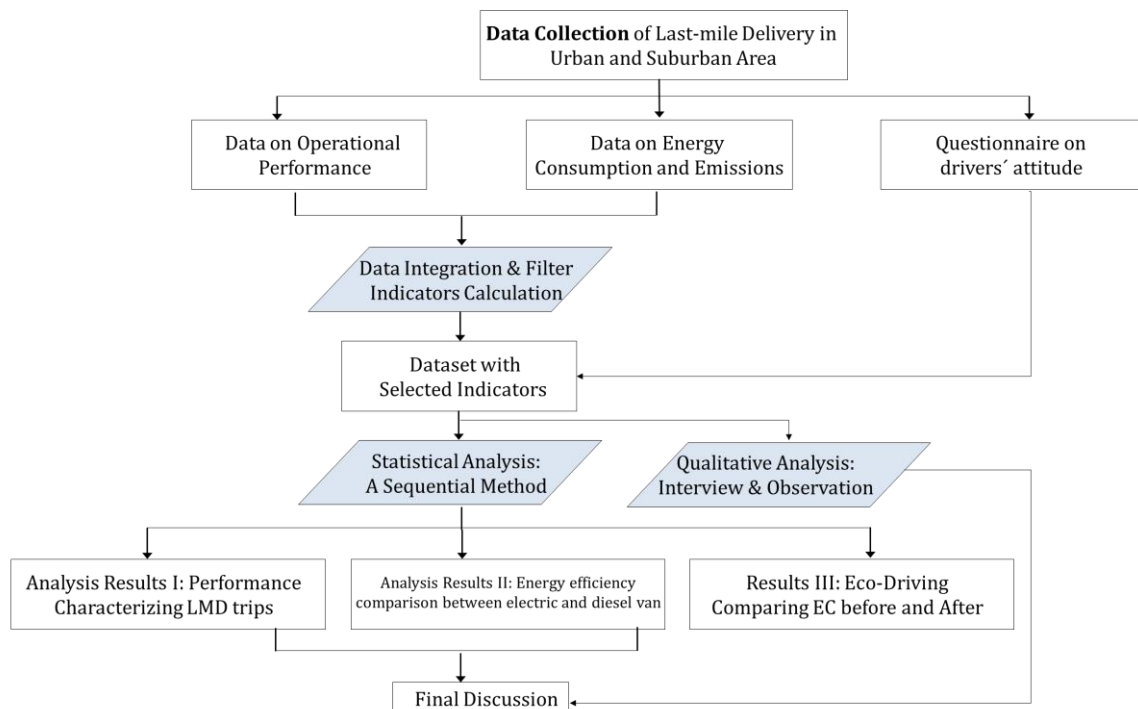 Data Collection of Last-mile Delivery in
Urban and Suburban Area
Data on Operational
Performance
Data on Energy
Consumption and Emissions
Questionnaire on
drivers´ attitude
Data Integration & Filter
Indicators Calculation
Dataset with
Selected Indicators
Statistical Analysis:
A Sequential Method
Qualitative Analysis:
Interview & Observation
Analysis Results I: Performance
Characterizing LMD trips
Analysis Results II: Energy efficiency
comparison between electric and diesel van
Results III: Eco-Driving
Comparing EC before and After
Final Discussion